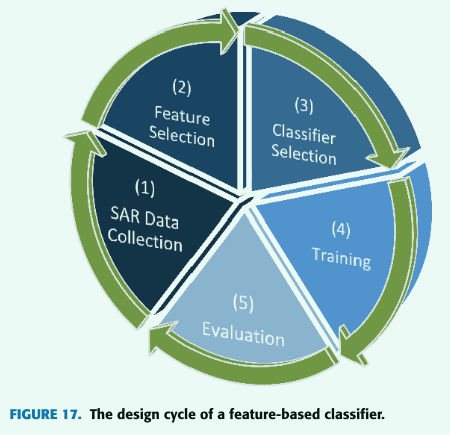 (1)
SAR Data
Collection
(2)
Feature
Selection
(3)
Classifier
Selection
(4)
Training
(5)
Evaluation
FIGURE 17. The design cycle of a feature-based classifier.